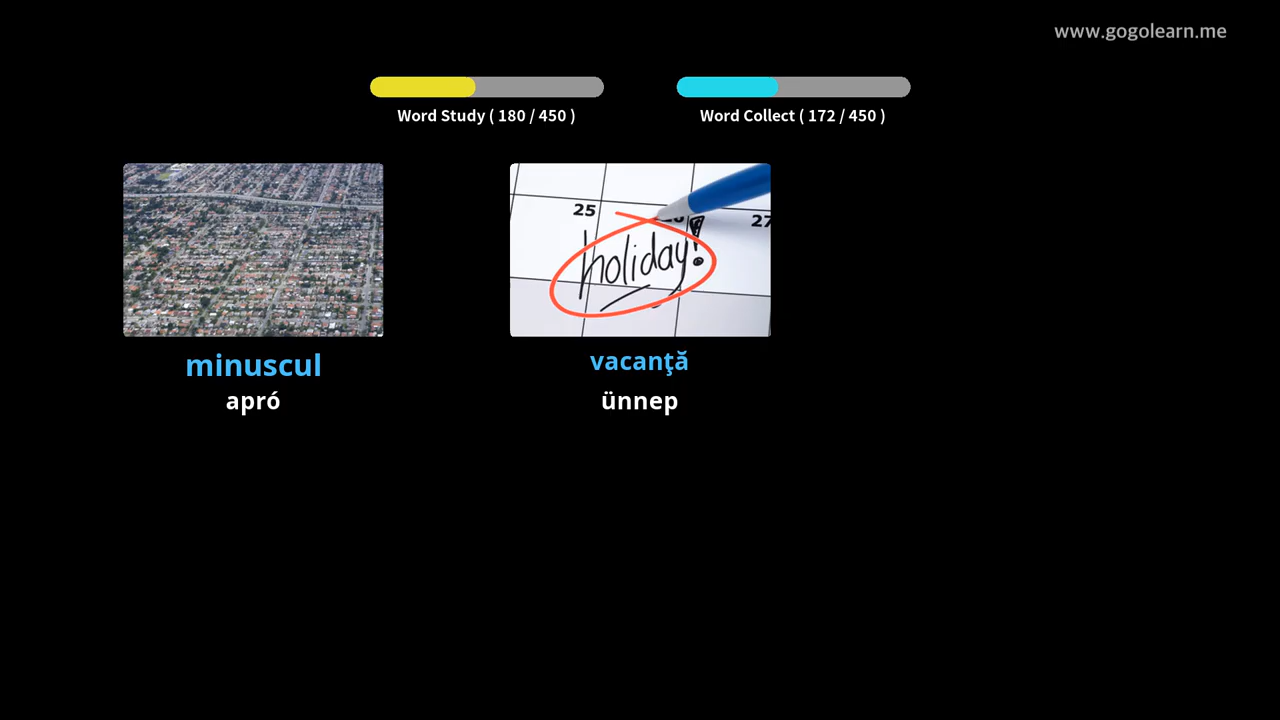 www.gogolearn.me
Word Study ( 180 / 450 )
Word Collect ( 172 / 450 )
25
27
holiday!
minuscul
apró
vacanţă
ünnep